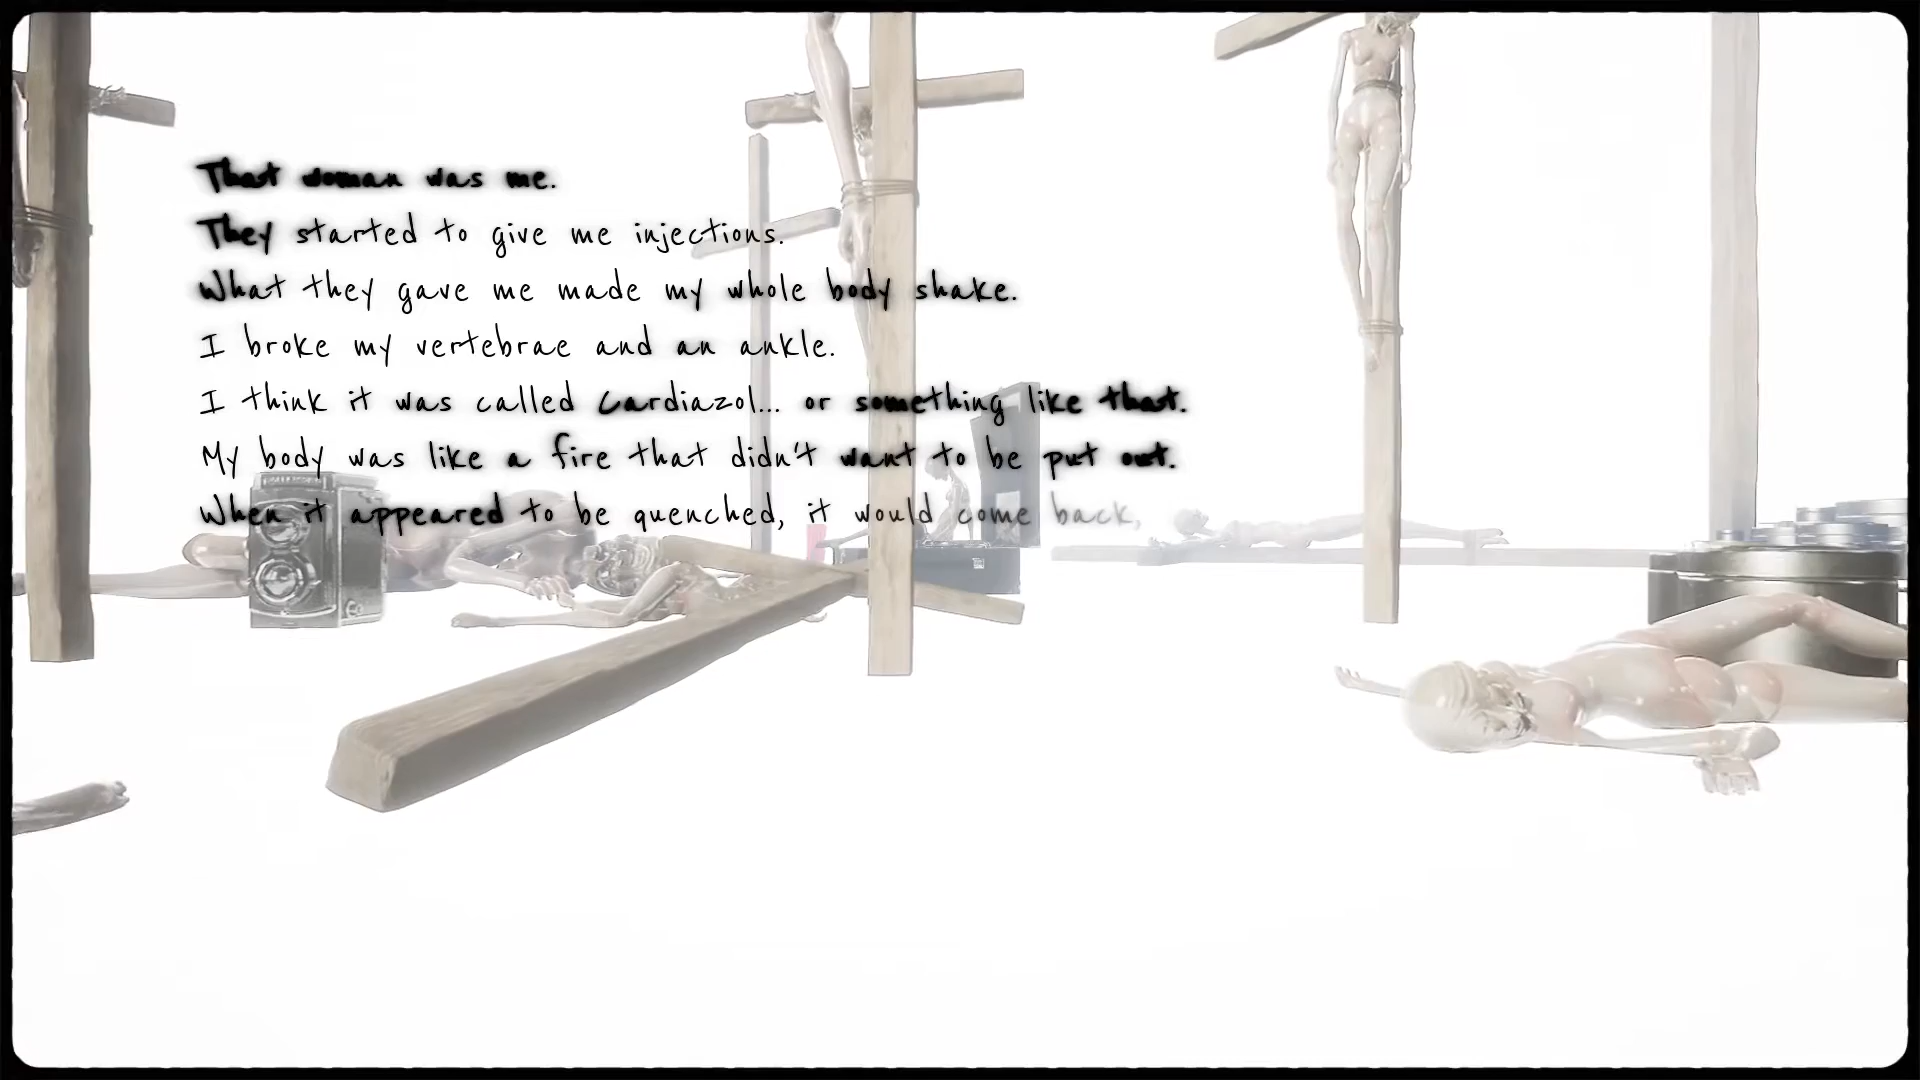 That woman was me.
They started to give me injections.
What they gave me made my whole body shake.
I broke my vertebrae and an ankle.
I think it was called Cardiazol... or something like that.
My body was like a fire that didn't want to be put out.
When it appeared to be quenched, it would come back,